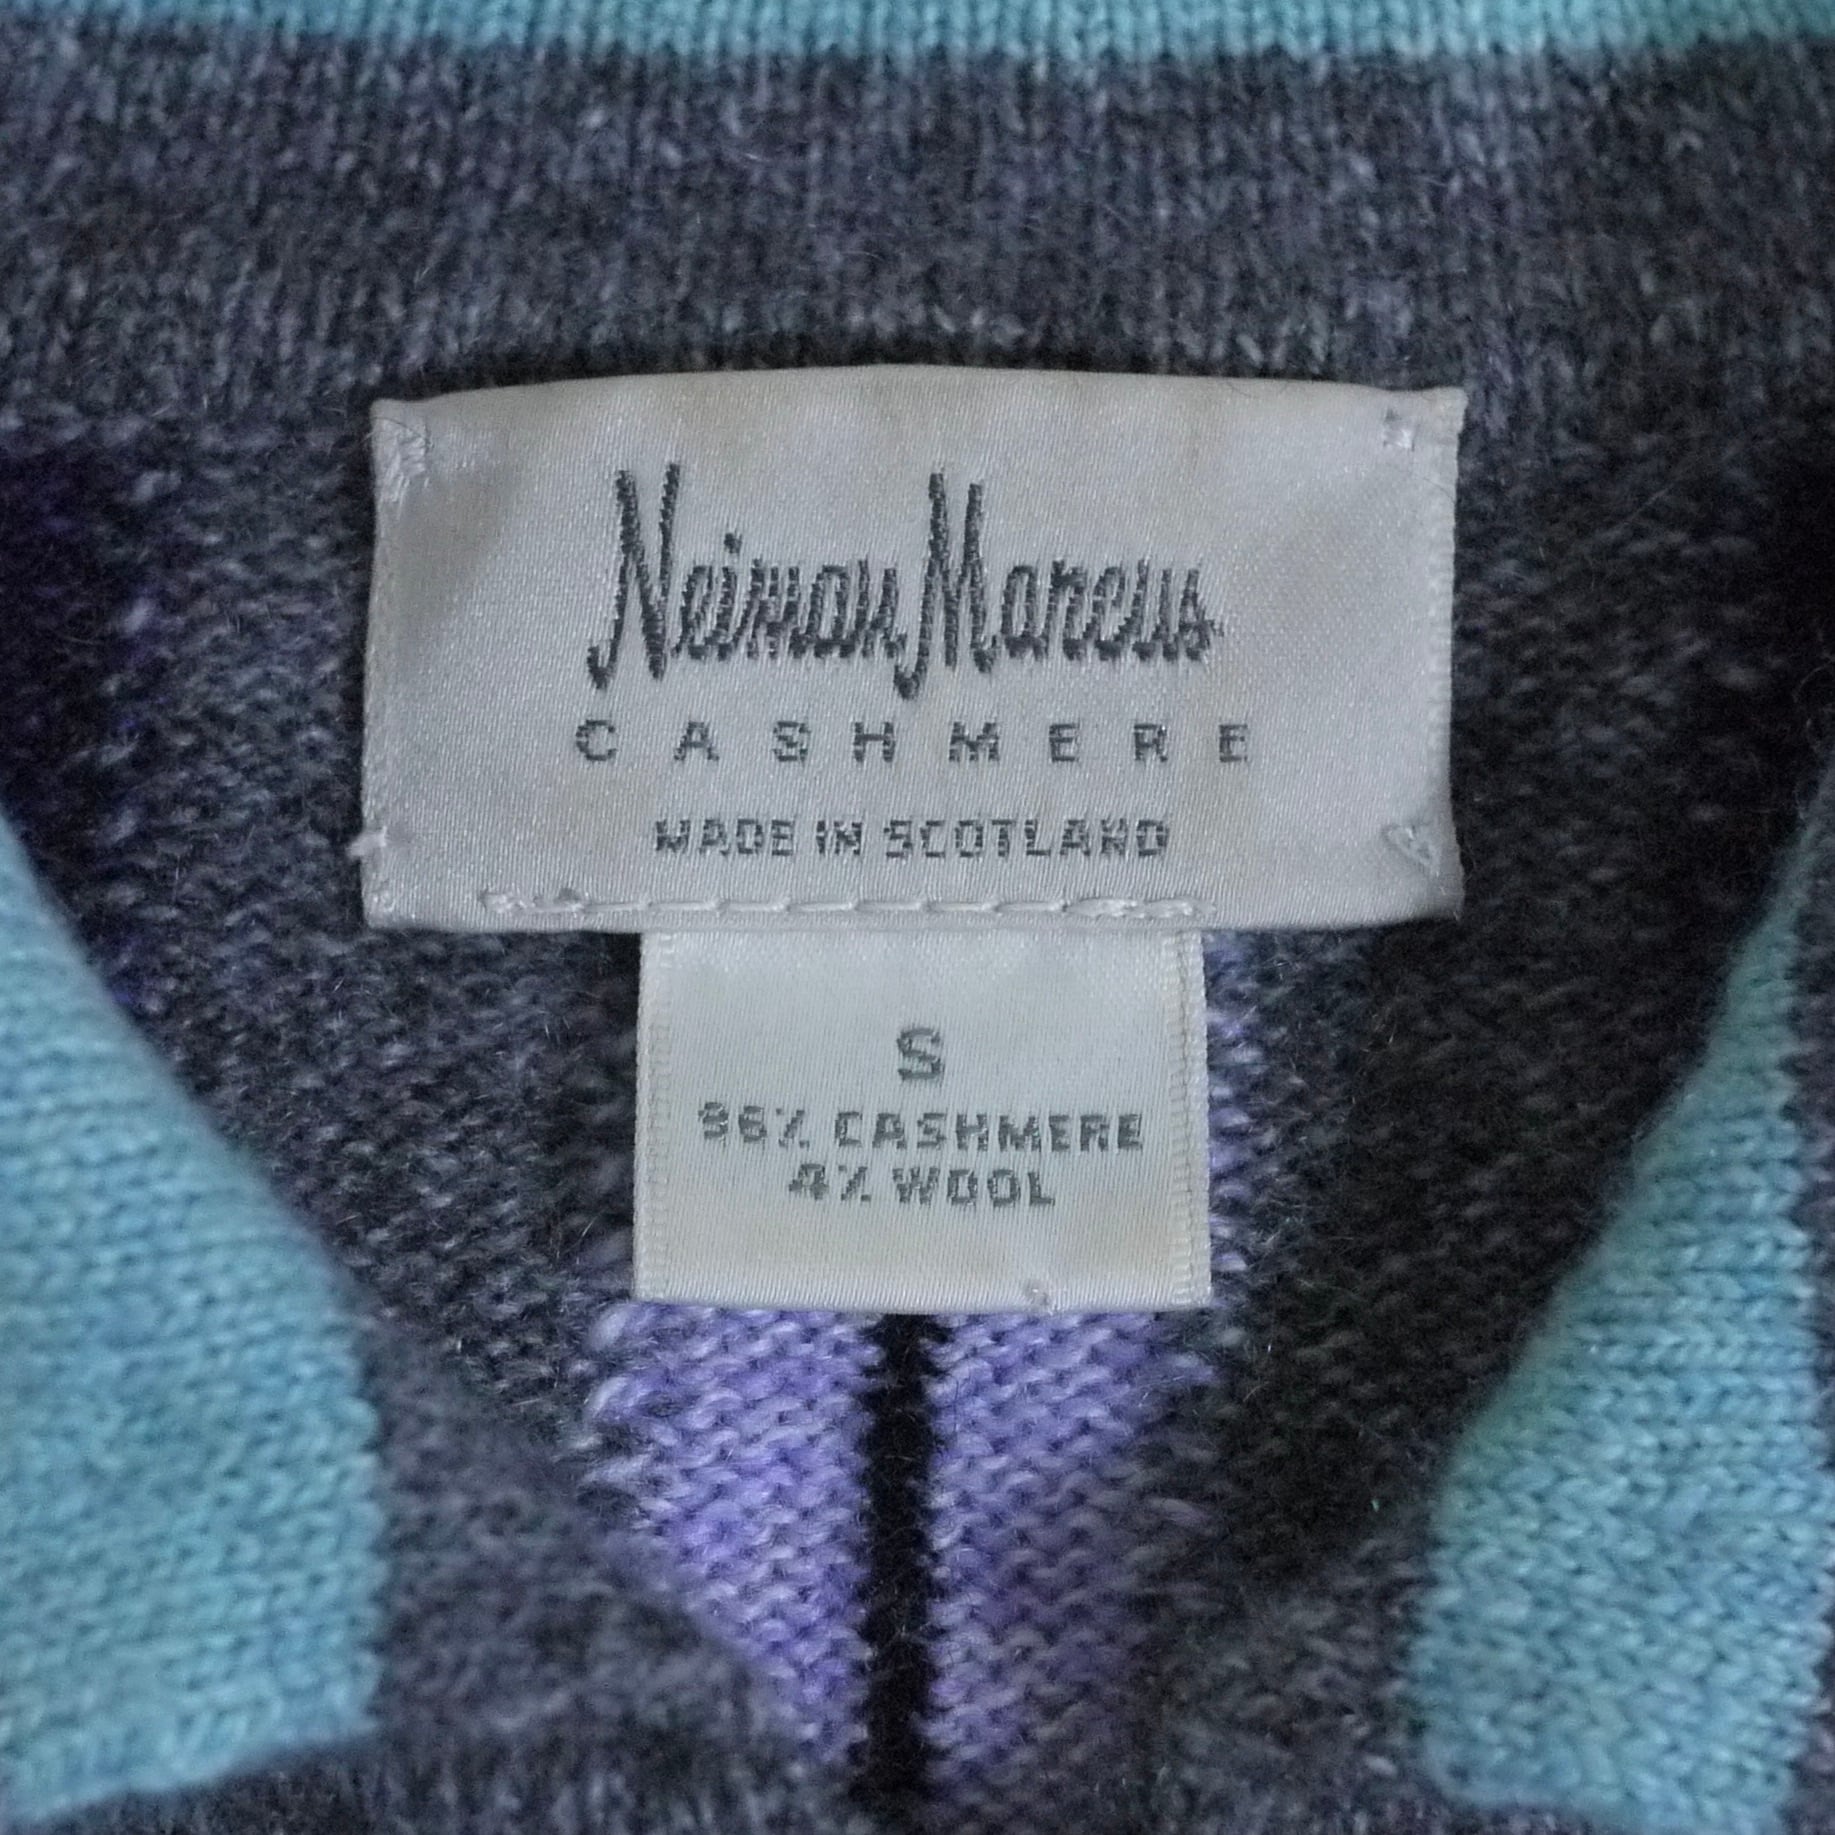 Neiman Marcus
CASHMERE
MADE IN SCOTLAND
S
96% CASHMERE
4% WOOL